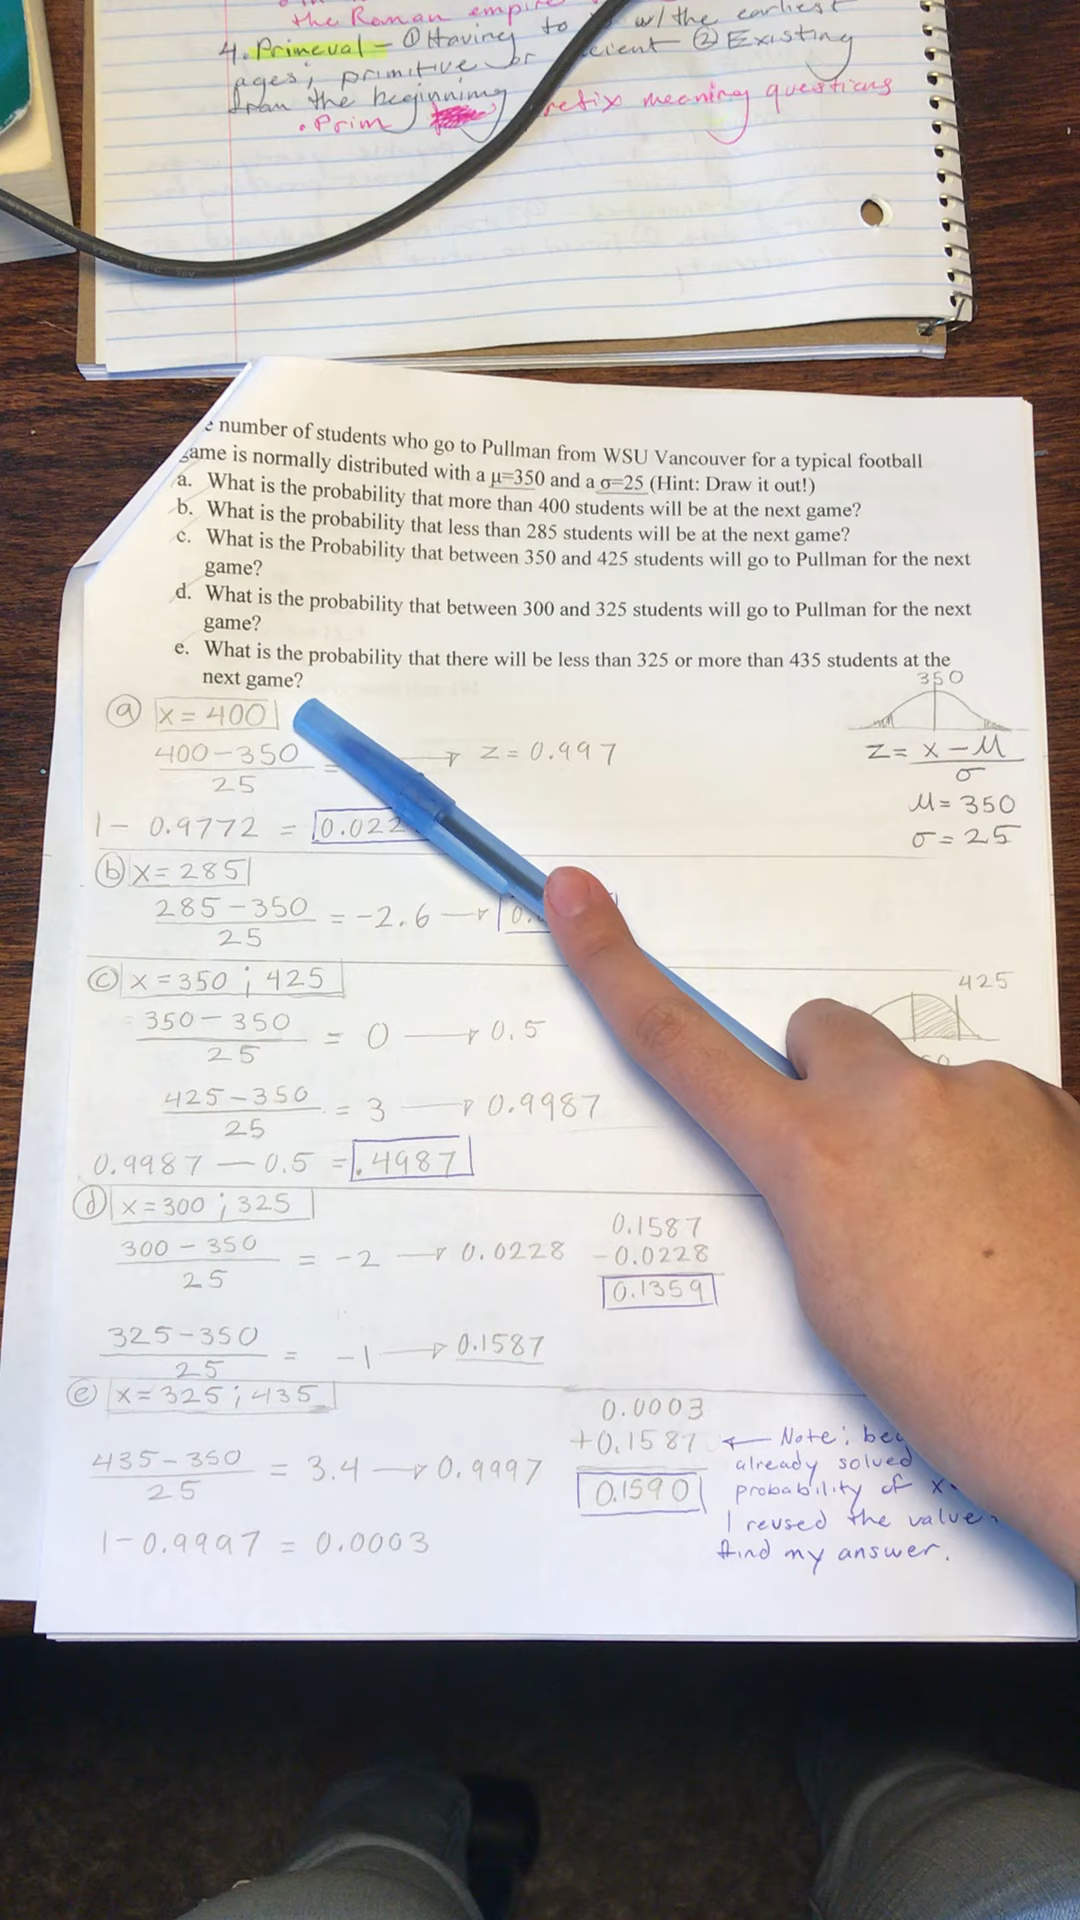 the Roman empire
4. Primeval - ① Having to w/ the earliest
ages; primitive or ② Existing
from the beginning
• Prim prefix meaning questions
number of students who go to Pullman from WSU Vancouver for a typical football
game is normally distributed with a μ=350 and a σ=25 (Hint: Draw it out!)
a. What is the probability that more than 400 students will be at the next game?
b. What is the probability that less than 285 students will be at the next game?
c. What is the Probability that between 350 and 425 students will go to Pullman for the next
game?
d. What is the probability that between 300 and 325 students will go to Pullman for the next
game?
e. What is the probability that there will be less than 325 or more than 435 students at the
next game?
350
ⓐ x = 400
400 - 350
25
= → z = 0.997
z = x - μ
σ
μ = 350
σ = 25
1 - 0.9772 = 0.022
ⓑ x = 285
285 - 350
25
= -2.6 → 0.
ⓒ x = 350 ; 425
425
350 - 350
25
= 0 → 0.5
425 - 350
25
= 3 → 0.9987
0.9987 - 0.5 = .4987
ⓓ x = 300 ; 325
300 - 350
25
= -2 → 0.0228
0.1587
- 0.0228
0.1359
325 - 350
25
= -1 → 0.1587
ⓔ x = 325 ; 435
435 - 350
25
= 3.4 → 0.9997
1 - 0.9997 = 0.0003
0.0003
+0.1587
0.1590
← Note: bec
already solved
probability of x
I reused the value
find my answer.